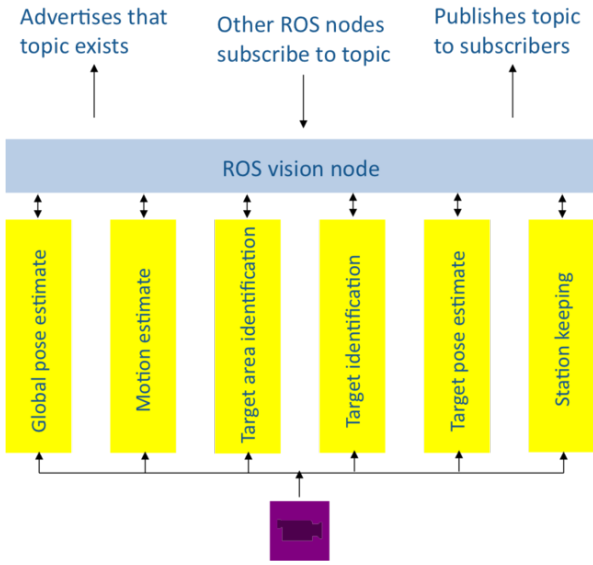 Advertises that
topic exists
Other ROS nodes
subscribe to topic
Publishes topic
to subscribers
ROS vision node
Global pose estimate
Motion estimate
Target area identification
Target identification
Target pose estimate
Station keeping